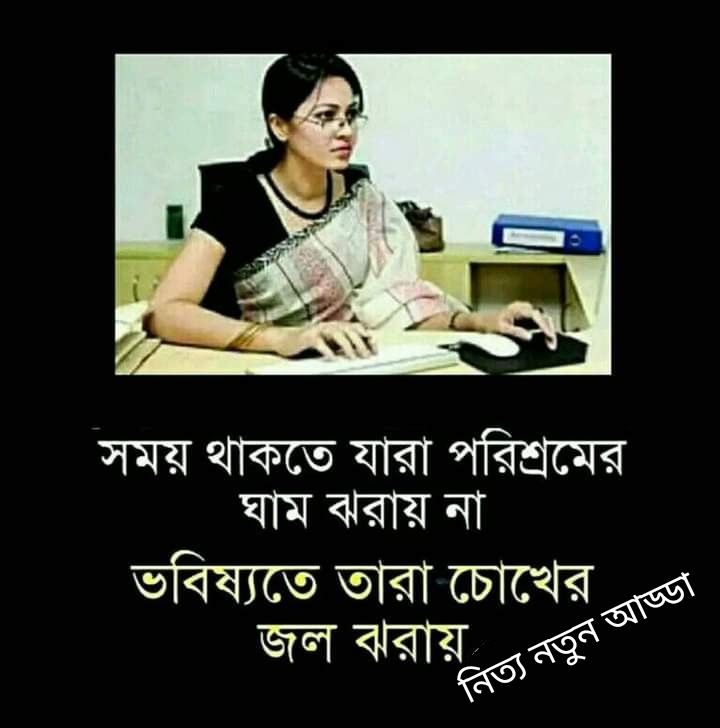 সময় থাকতে যারা পরিশ্রমের
ঘাম ঝরায় না
ভবিষ্যতে তারা চোখের
জল ঝরায়
নিত্য নতুন আড্ডা